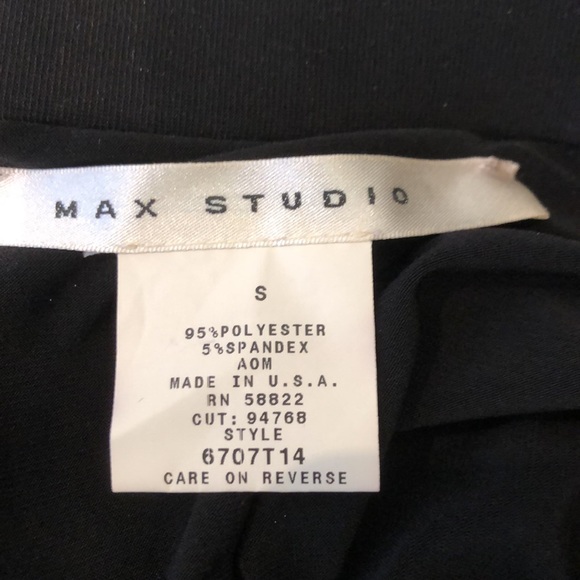 MAX STUDIO
S
95%POLYESTER
5%SPANDEX
AOM
MADE IN U.S.A.
RN 58822
CUT: 94768
STYLE
6707T14
CARE ON REVERSE